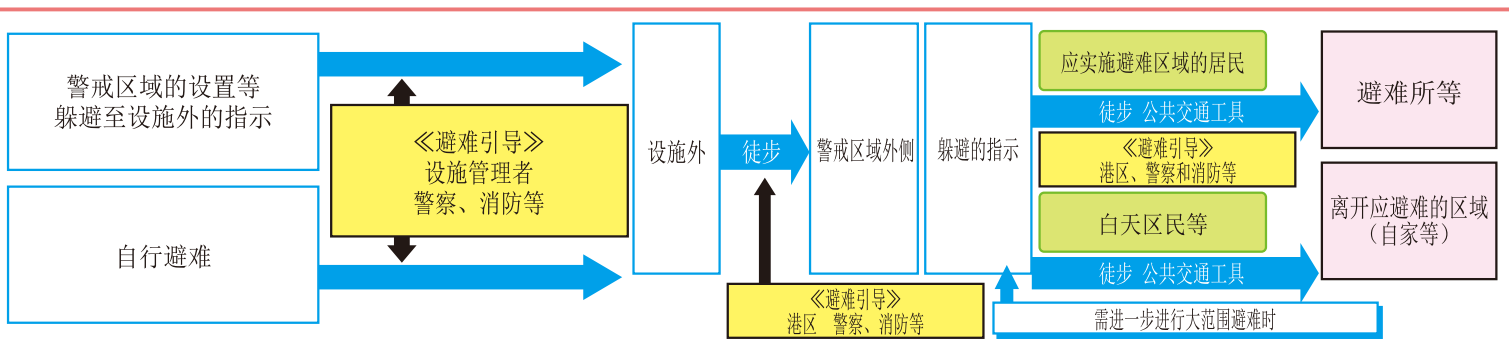 警戒区域的设置等
躲避至设施外的指示
自行避难
《避难引导》
设施管理者
警察、消防等
设施外
徒步
《避难引导》
港区　警察、消防等
警戒区域外侧
躲避的指示
应实施避难区域的居民
徒步 公共交通工具
《避难引导》
港区、警察和消防等
白天区民等
徒步 公共交通工具
需进一步进行大范围避难时
避难所等
离开应避难的区域
（自家等）